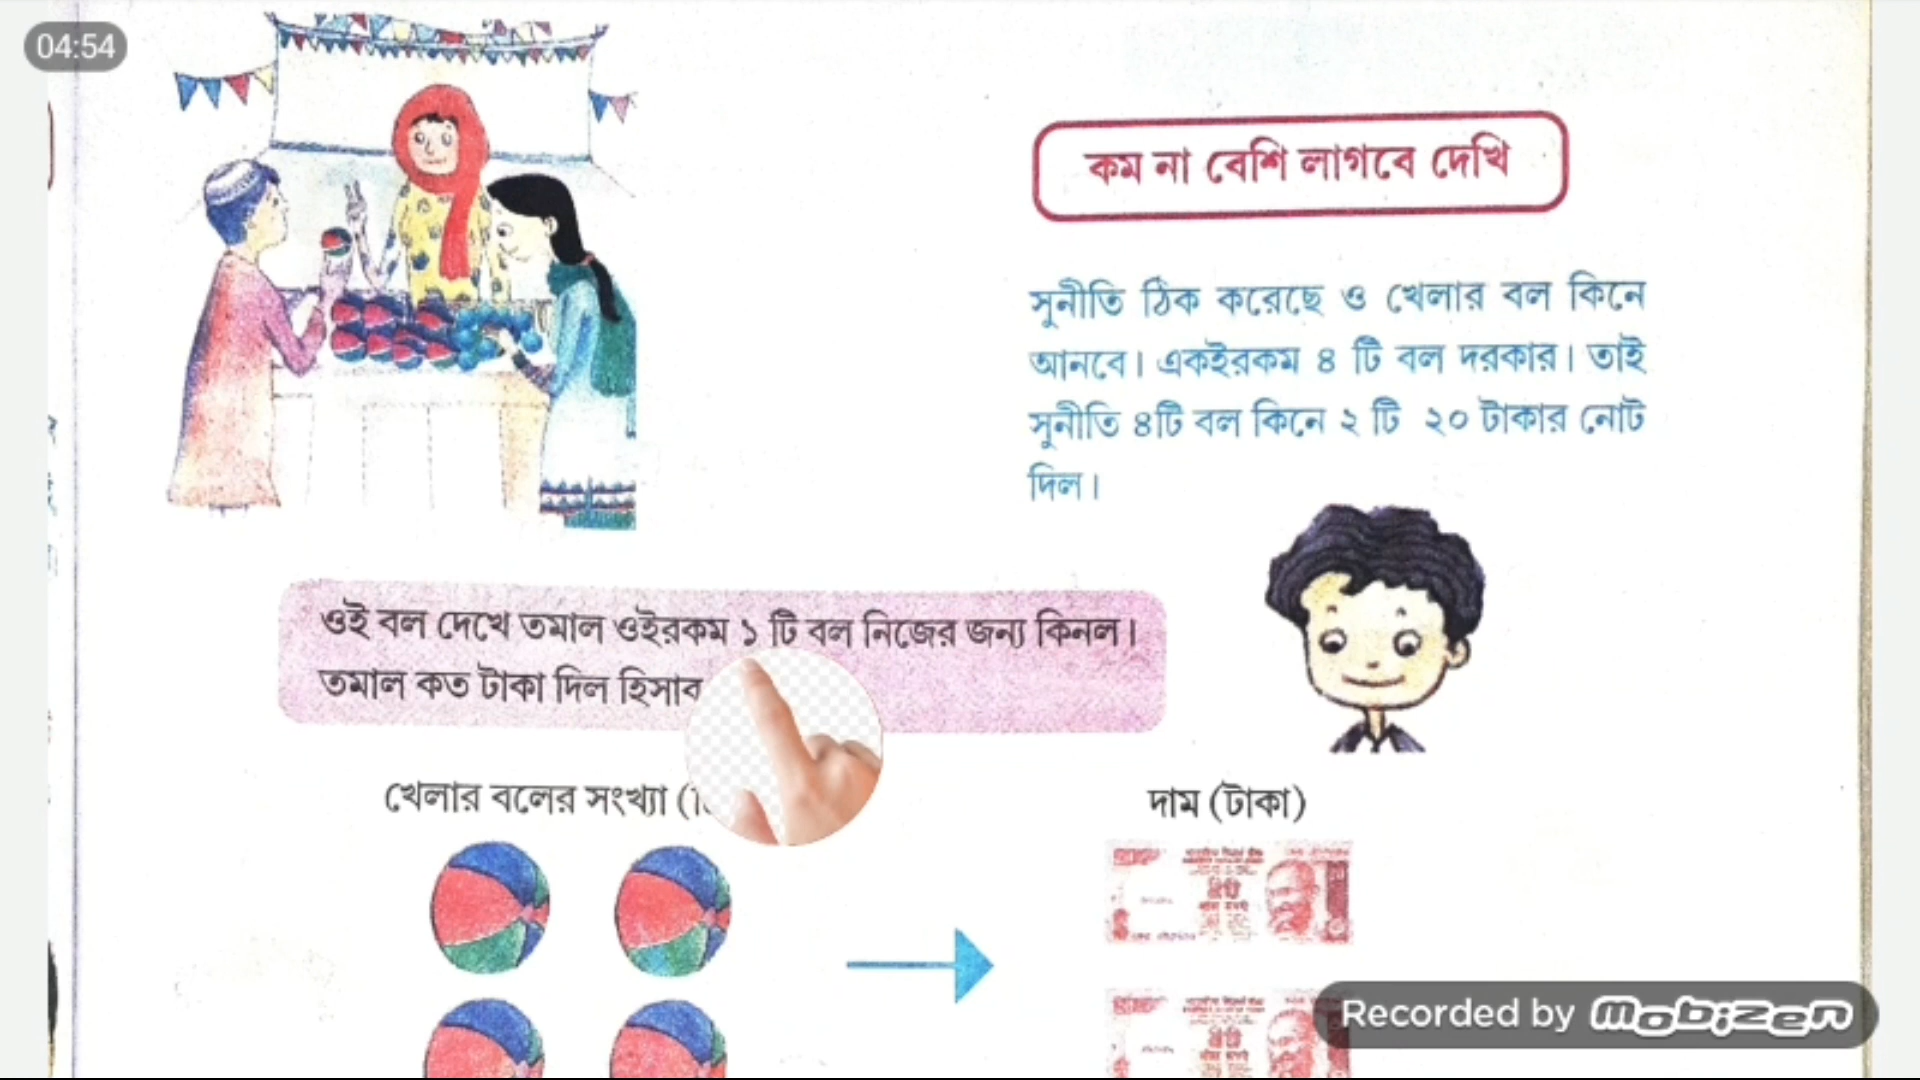 04:54
কম না বেশি লাগবে দেখি
সুনীতি ঠিক করেছে ও খেলার বল কিনে
আনবে। একইরকম ৪ টি বল দরকার। তাই
সুনীতি ৪টি বল কিনে ২ টি ২০ টাকার নোট
দিল।
ওই বল দেখে তমাল ওইরকম ১ টি বল নিজের জন্য কিনল।
তমাল কত টাকা দিল হিসাব
খেলার বলের সংখ্যা
দাম (টাকা)
Recorded by mobizen